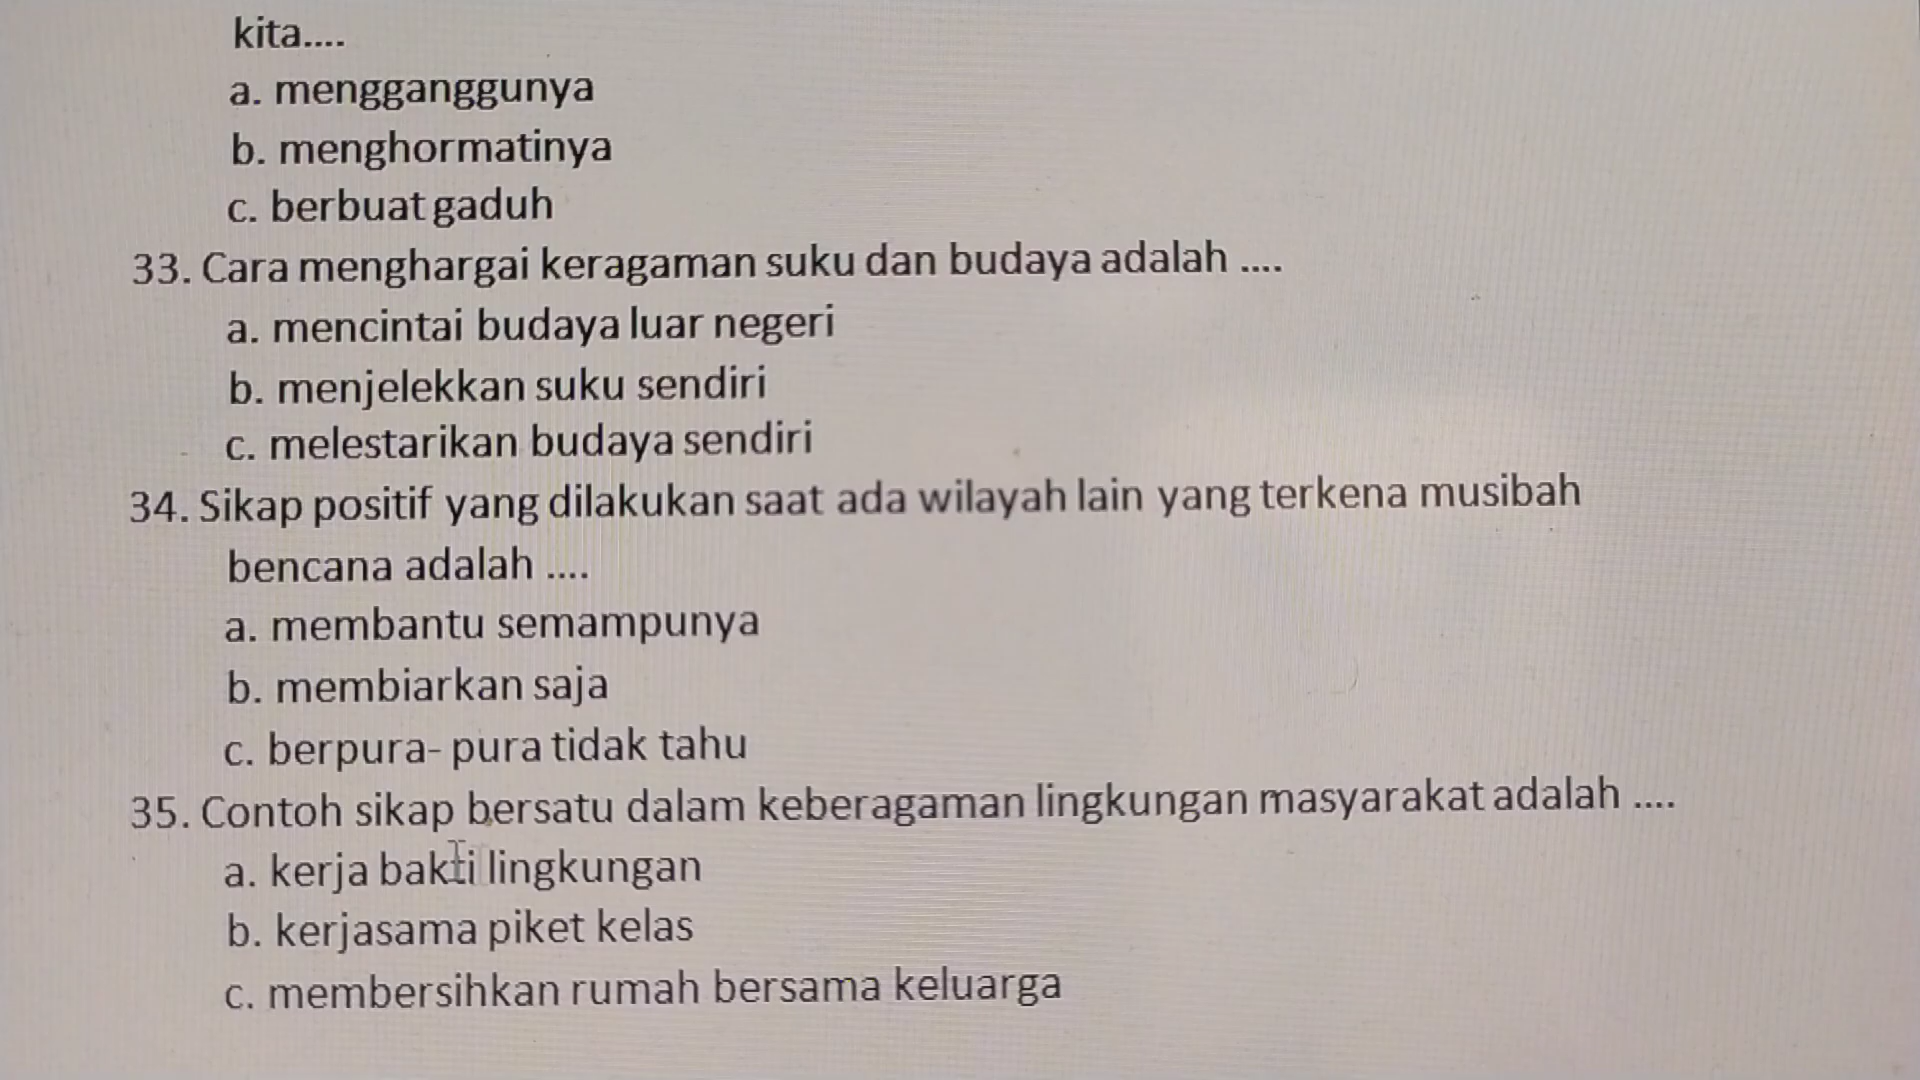 kita....
a. mengganggunya
b. menghormatinya
c. berbuat gaduh
33. Cara menghargai keragaman suku dan budaya adalah ....
a. mencintai budaya luar negeri
b. menjelekkan suku sendiri
c. melestarikan budaya sendiri
34. Sikap positif yang dilakukan saat ada wilayah lain yang terkena musibah
bencana adalah ....
a. membantu semampunya
b. membiarkan saja
c. berpura- pura tidak tahu
35. Contoh sikap bersatu dalam keberagaman lingkungan masyarakat adalah ....
a. kerja bakti lingkungan
b. kerjasama piket kelas
c. membersihkan rumah bersama keluarga